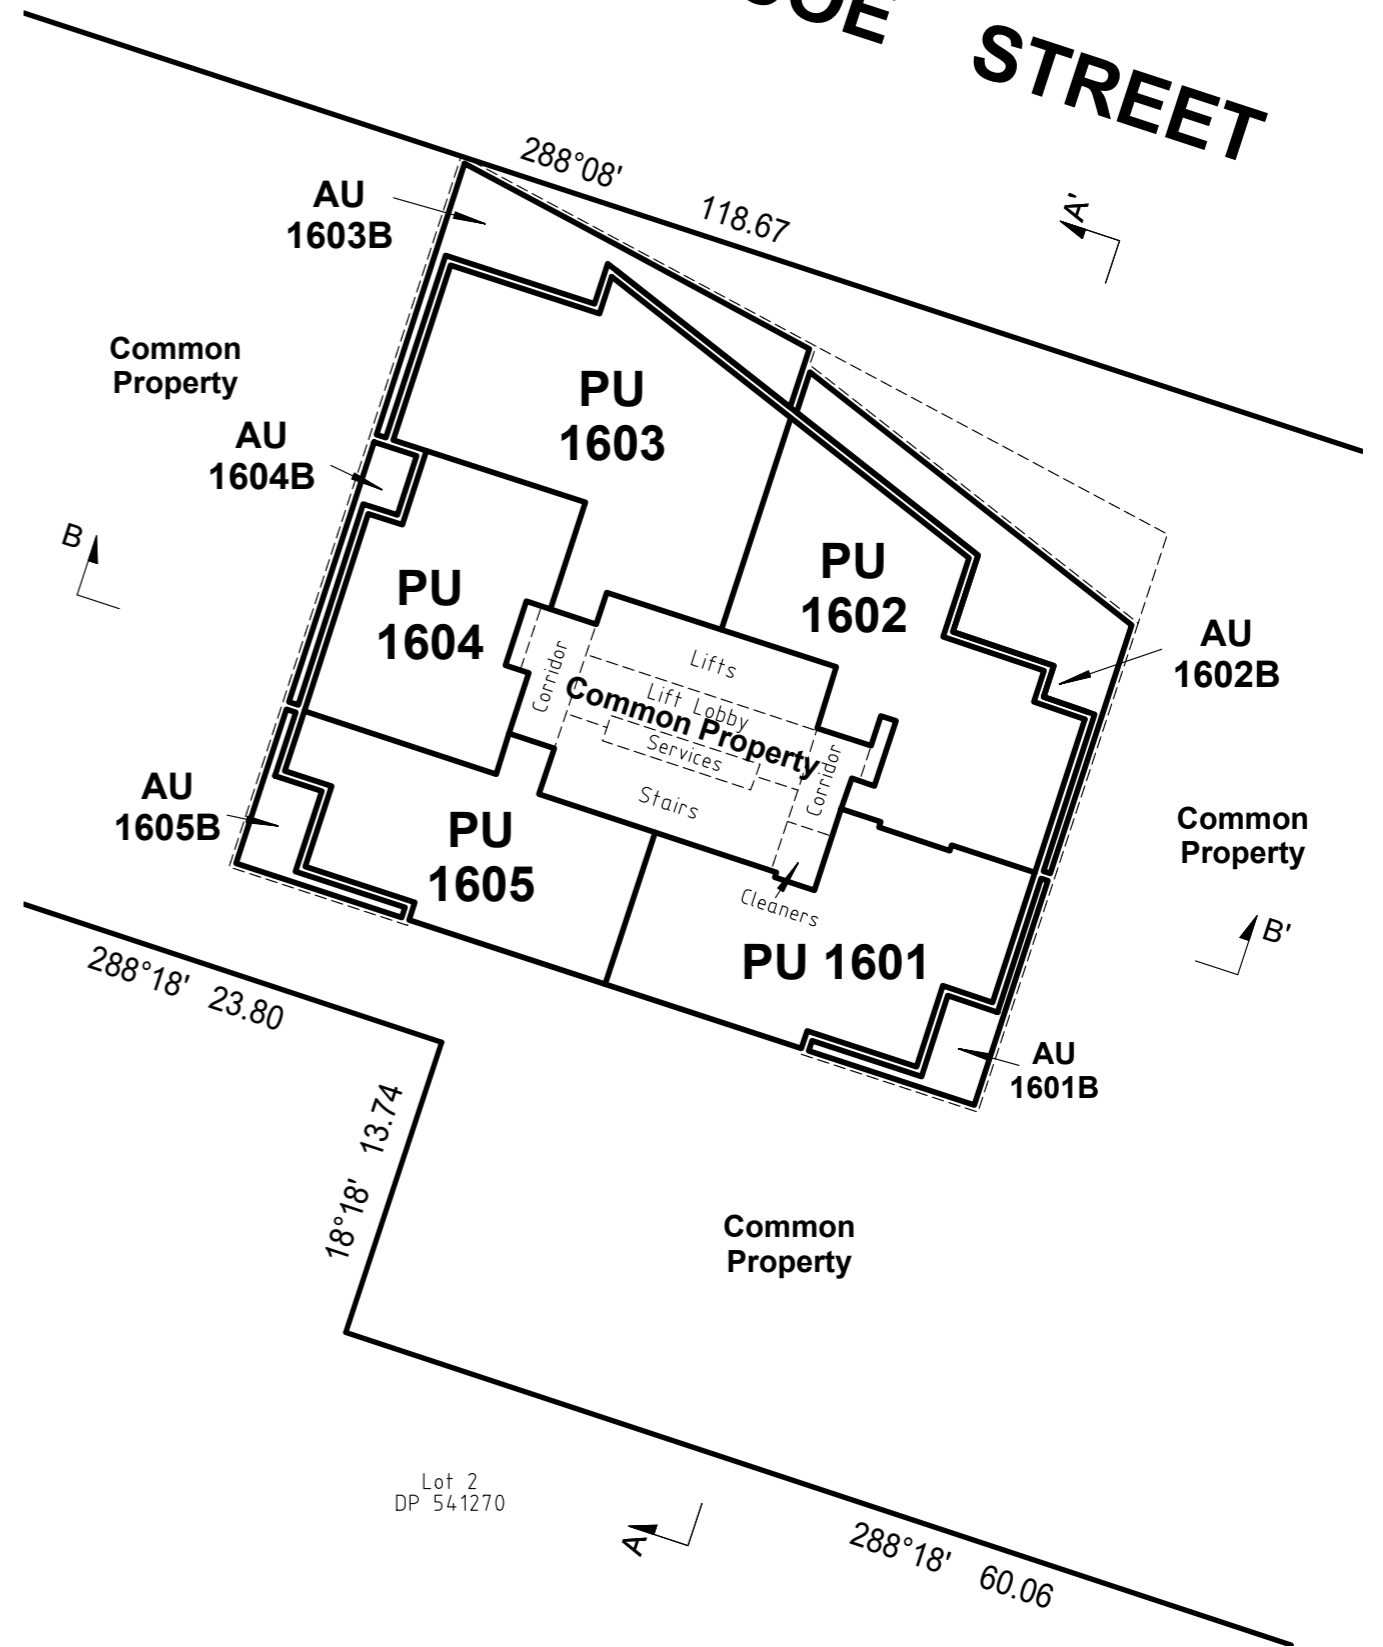 STREET
288°08'
118.67
A'
AU
1603B
Common
Property
PU
1603
AU
1604B
B
PU
1602
PU
1604
AU
1602B
Corridor
Lifts
Lift Lobby
Common Property
Services
Corridor
Stairs
AU
1605B
PU
1605
Common
Property
Cleaners
B'
PU 1601
AU
1601B
288°18' 23.80
18°18' 13.74
Common
Property
Lot 2
DP 541270
A
288°18' 60.06